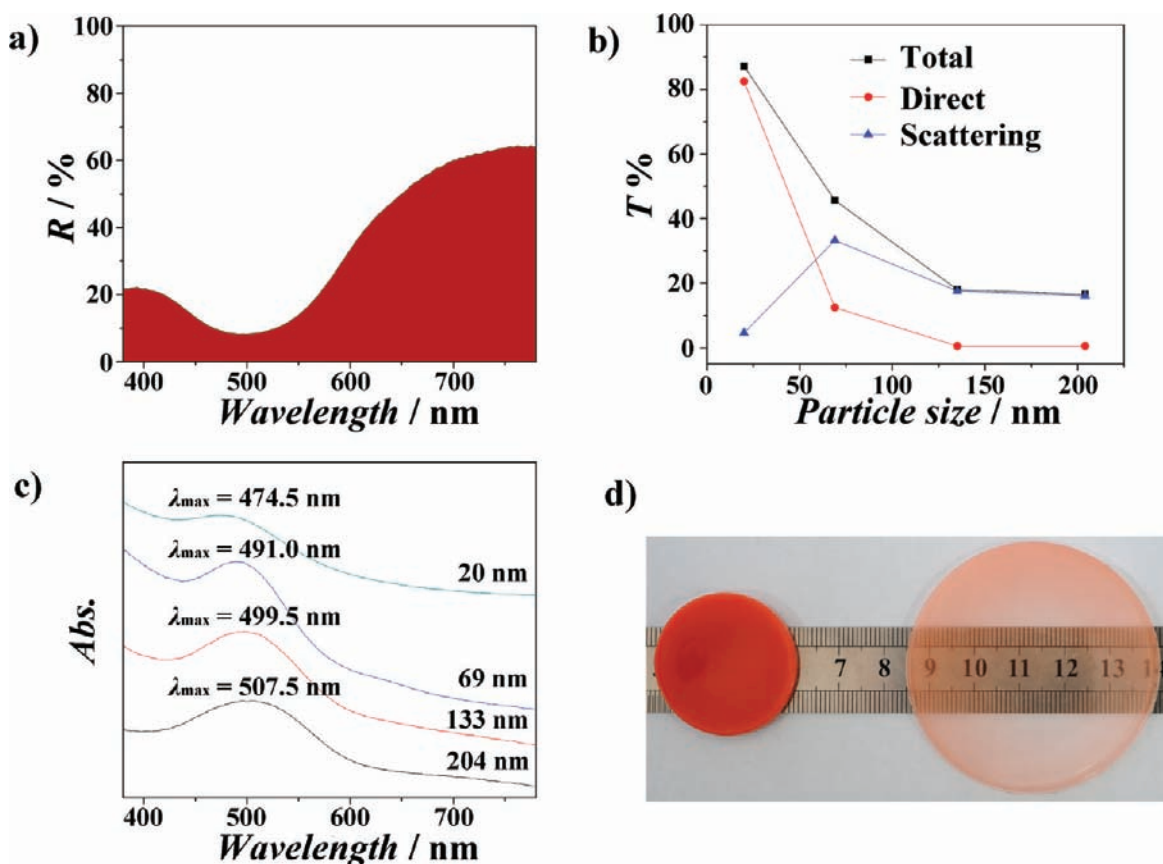 a)
100
80
60
40
20
0
R / %
400 500 600 700
Wavelength / nm
b)
100
80
60
40
20
0
T %
Total
Direct
Scattering
0 50 100 150 200
Particle size / nm
c)
λmax = 474.5 nm
20 nm
λmax = 491.0 nm
69 nm
λmax = 499.5 nm
133 nm
λmax = 507.5 nm
204 nm
Abs.
400 500 600 700
Wavelength / nm
d)
7 8 9 10 11 12 13